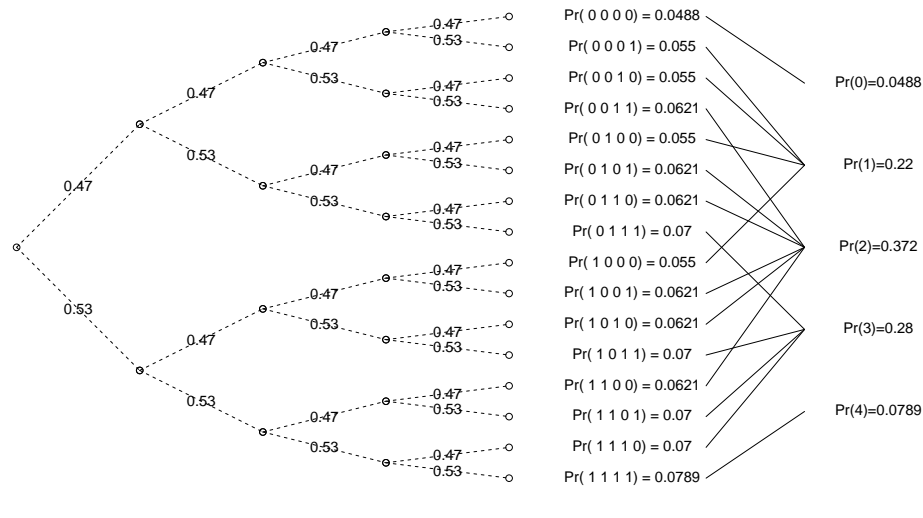 0.47
0.53
0.47
0.53
0.47
0.53
0.47
0.53
0.47
0.53
0.47
0.53
0.47
0.53
0.47
0.53
0.47
0.53
0.47
0.53
0.47
0.53
0.47
0.53
0.47
0.53
0.47
0.53
0.47
0.53
Pr( 0 0 0 0) = 0.0488
Pr( 0 0 0 1) = 0.055
Pr( 0 0 1 0) = 0.055
Pr( 0 0 1 1) = 0.0621
Pr( 0 1 0 0) = 0.055
Pr( 0 1 0 1) = 0.0621
Pr( 0 1 1 0) = 0.0621
Pr( 0 1 1 1) = 0.07
Pr( 1 0 0 0) = 0.055
Pr( 1 0 0 1) = 0.0621
Pr( 1 0 1 0) = 0.0621
Pr( 1 0 1 1) = 0.07
Pr( 1 1 0 0) = 0.0621
Pr( 1 1 0 1) = 0.07
Pr( 1 1 1 0) = 0.07
Pr( 1 1 1 1) = 0.0789
Pr(0)=0.0488
Pr(1)=0.22
Pr(2)=0.372
Pr(3)=0.28
Pr(4)=0.0789